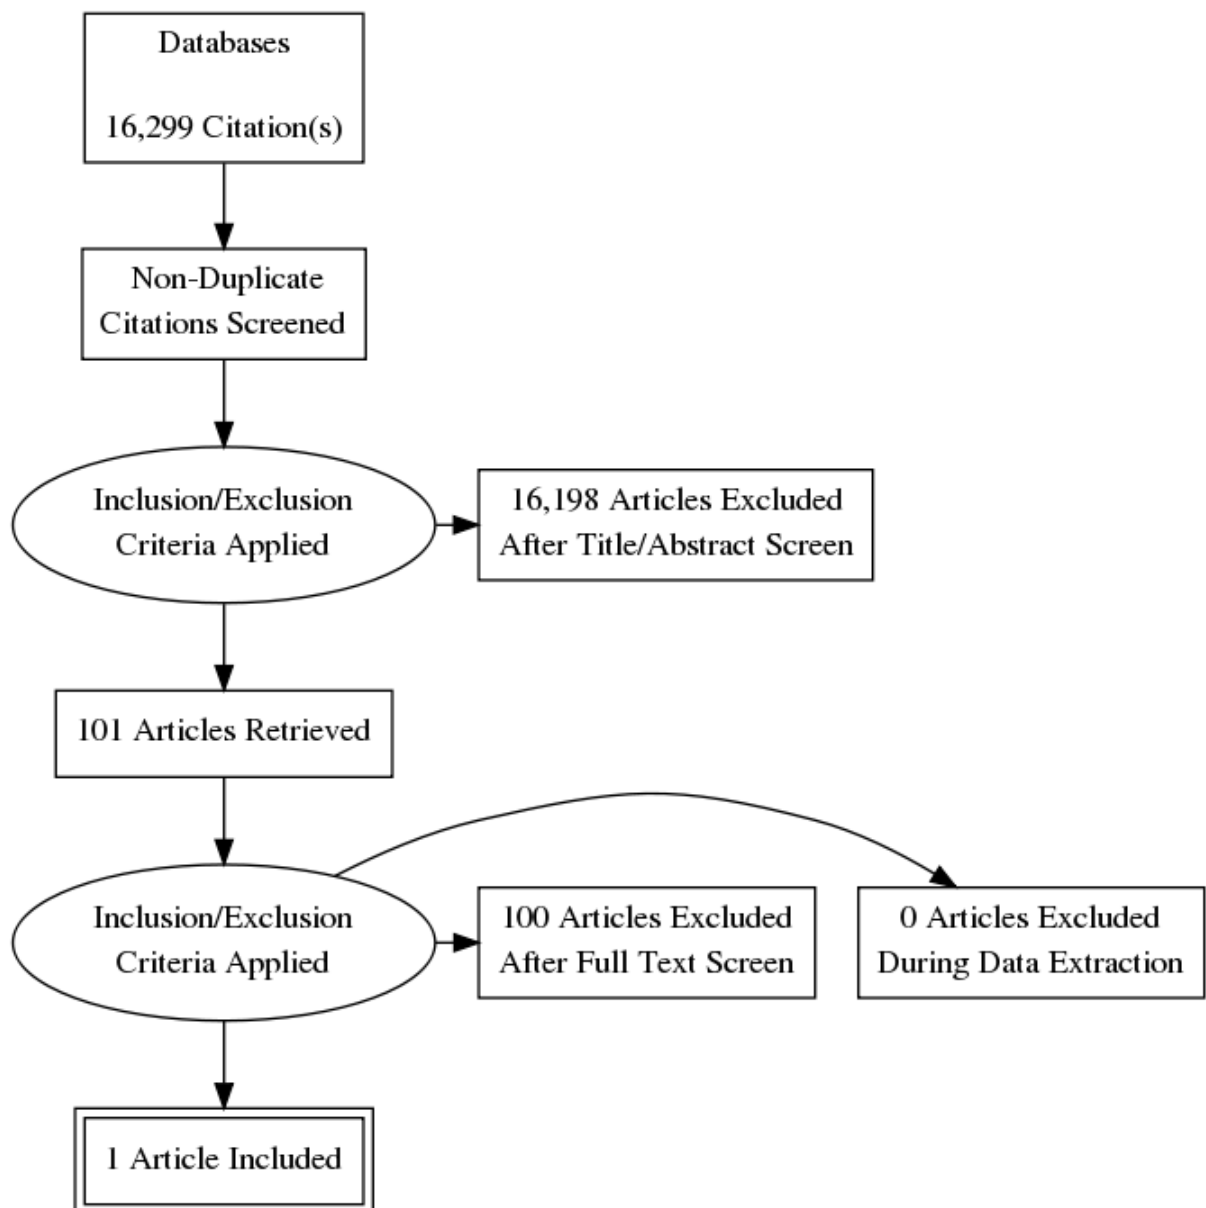 Databases
16,299 Citation(s)
Non-Duplicate
Citations Screened
Inclusion/Exclusion
Criteria Applied
16,198 Articles Excluded
After Title/Abstract Screen
101 Articles Retrieved
Inclusion/Exclusion
Criteria Applied
100 Articles Excluded
After Full Text Screen
0 Articles Excluded
During Data Extraction
1 Article Included